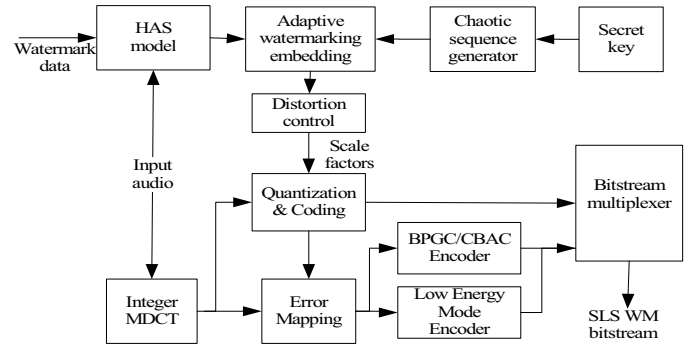 HAS
model
Adaptive
watermarking
embedding
Chaotic
sequence
generator
Secret
key
Watermark
data
Distortion
control
Scale
factors
Input
audio
Quantization
& Coding
Bitstream
multiplexer
BPGC/CBAC
Encoder
Integer
MDCT
Error
Mapping
Low Energy
Mode
Encoder
SLS WM
bitstream